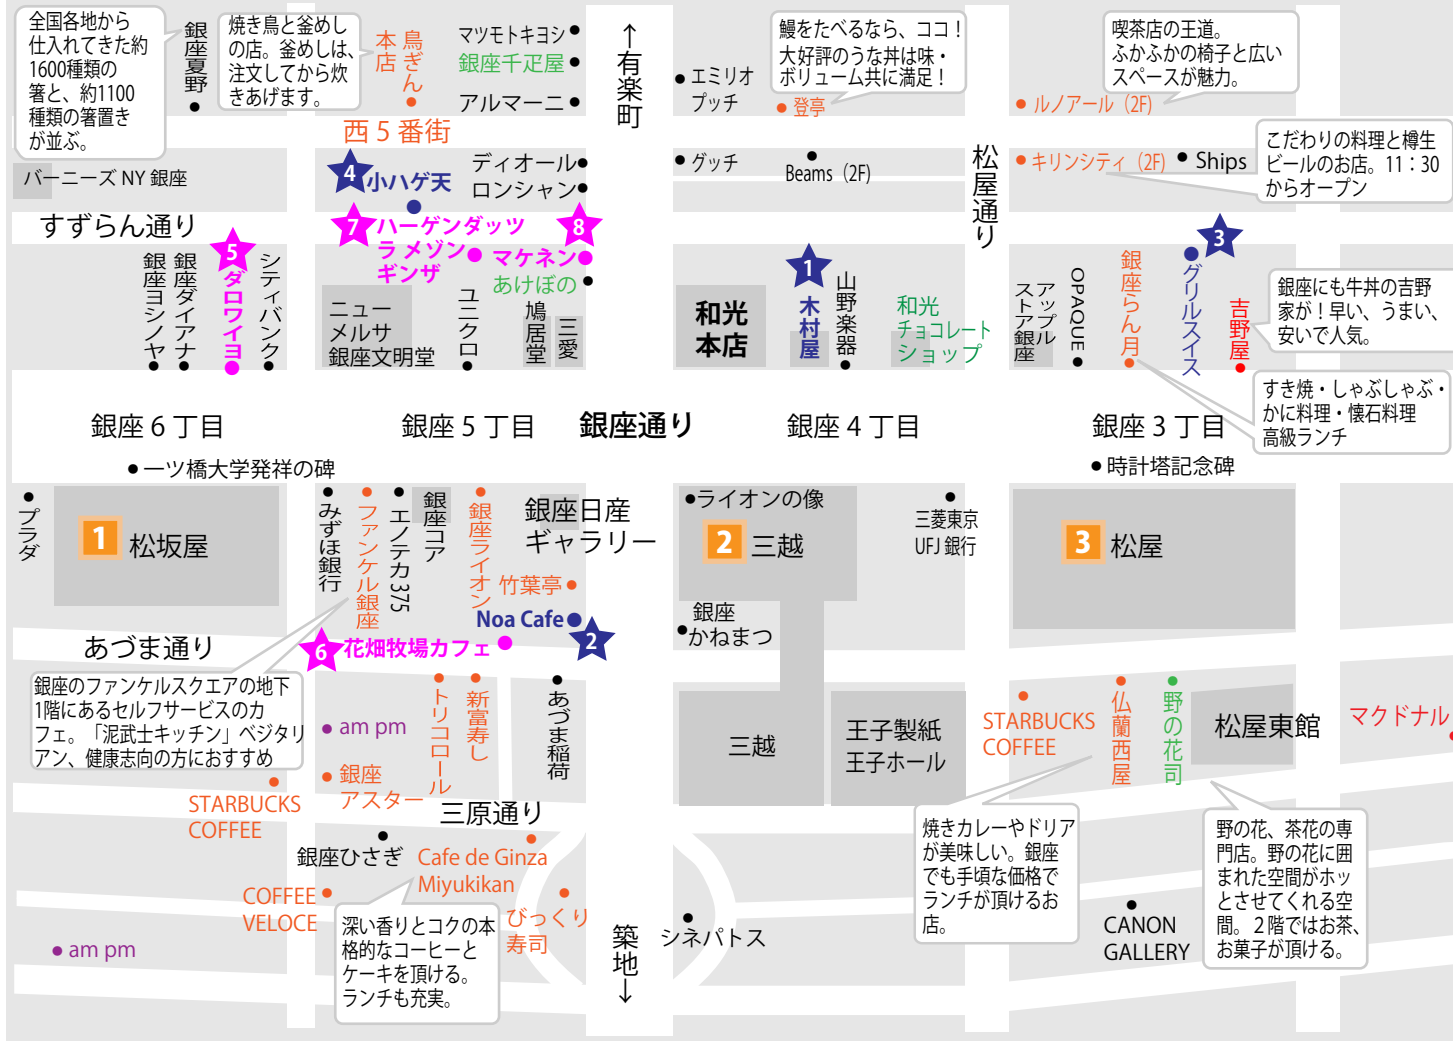 全国各地から
仕入れてきた約
1600種類の
箸と、約1100
種類の箸置き
が並ぶ。
銀座夏野
焼き鳥と釜めし
の店。釜めしは、
注文してから炊
きあげます。
鳥ぎん
本店
マツモトキヨシ
銀座千疋屋
アルマーニ
↑有楽町
エミリオ
プッチ
鰻をたべるなら、ココ！
大好評のうな丼は味・
ボリューム共に満足！
登亭
喫茶店の王道。
ふかふかの椅子と広い
スペースが魅力。
ルノアール（2F）
西5番街
バーニーズ NY 銀座
4
小ハゲ天
ディオール
ロンシャン
グッチ
Beams（2F）
松屋通り
キリンシティ（2F）
Ships
こだわりの料理と樽生
ビールのお店。11：30
からオープン
すずらん通り
5
ダロワイヨ
銀座ヨシノヤ
銀座ダイアナ
シティバンク
7
ハーゲンダッツ
ラ メゾン
ギンザ
8
マケネン
あけぼの
ニュー
メルサ
銀座文明堂
ユニクロ
鳩居堂
三愛
和光
本店
1
木村屋
山野楽器
和光
チョコレート
ショップ
アップル
ストア銀座
OPAQUE
銀座らん月
3
グリルスイス
吉野屋
銀座にも牛丼の吉野
家が！早い、うまい、
安いで人気。
すき焼・しゃぶしゃぶ・
かに料理・懐石料理
高級ランチ
銀座 6 丁目
銀座 5 丁目
銀座通り
銀座 4 丁目
銀座 3 丁目
一ツ橋大学発祥の碑
時計塔記念碑
プラダ
1 松坂屋
みずほ銀行
ファンケル銀座
エノテカ 375
銀座コア
銀座ライオン
銀座日産
ギャラリー
竹葉亭
Noa Cafe
2
ライオンの像
2 三越
三菱東京
UFJ 銀行
3 松屋
銀座
かねまつ
あづま通り
6
花畑牧場カフェ
銀座のファンケルスクエアの地下
1階にあるセルフサービスのカ
フェ。「泥武士キッチン」ベジタリ
アン、健康志向の方におすすめ
am pm
銀座
アスター
トリコロール
新富寿し
あづま稲荷
三越
王子製紙
王子ホール
STARBUCKS
COFFEE
仏蘭西屋
野の花司
松屋東館
マクドナル
STARBUCKS
COFFEE
三原通り
銀座ひさぎ
Cafe de Ginza
Miyukikan
COFFEE
VELOCE
深い香りとコクの本
格的なコーヒーと
ケーキを頂ける。
ランチも充実。
びっくり
寿司
築地→
シネパトス
焼きカレーやドリア
が美味しい。銀座
でも手頃な価格で
ランチが頂けるお
店。
CANON
GALLERY
野の花、茶花の専
門店。野の花に囲
まれた空間がホッ
とさせてくれる空
間。２階ではお茶、
お菓子が頂ける。
am pm